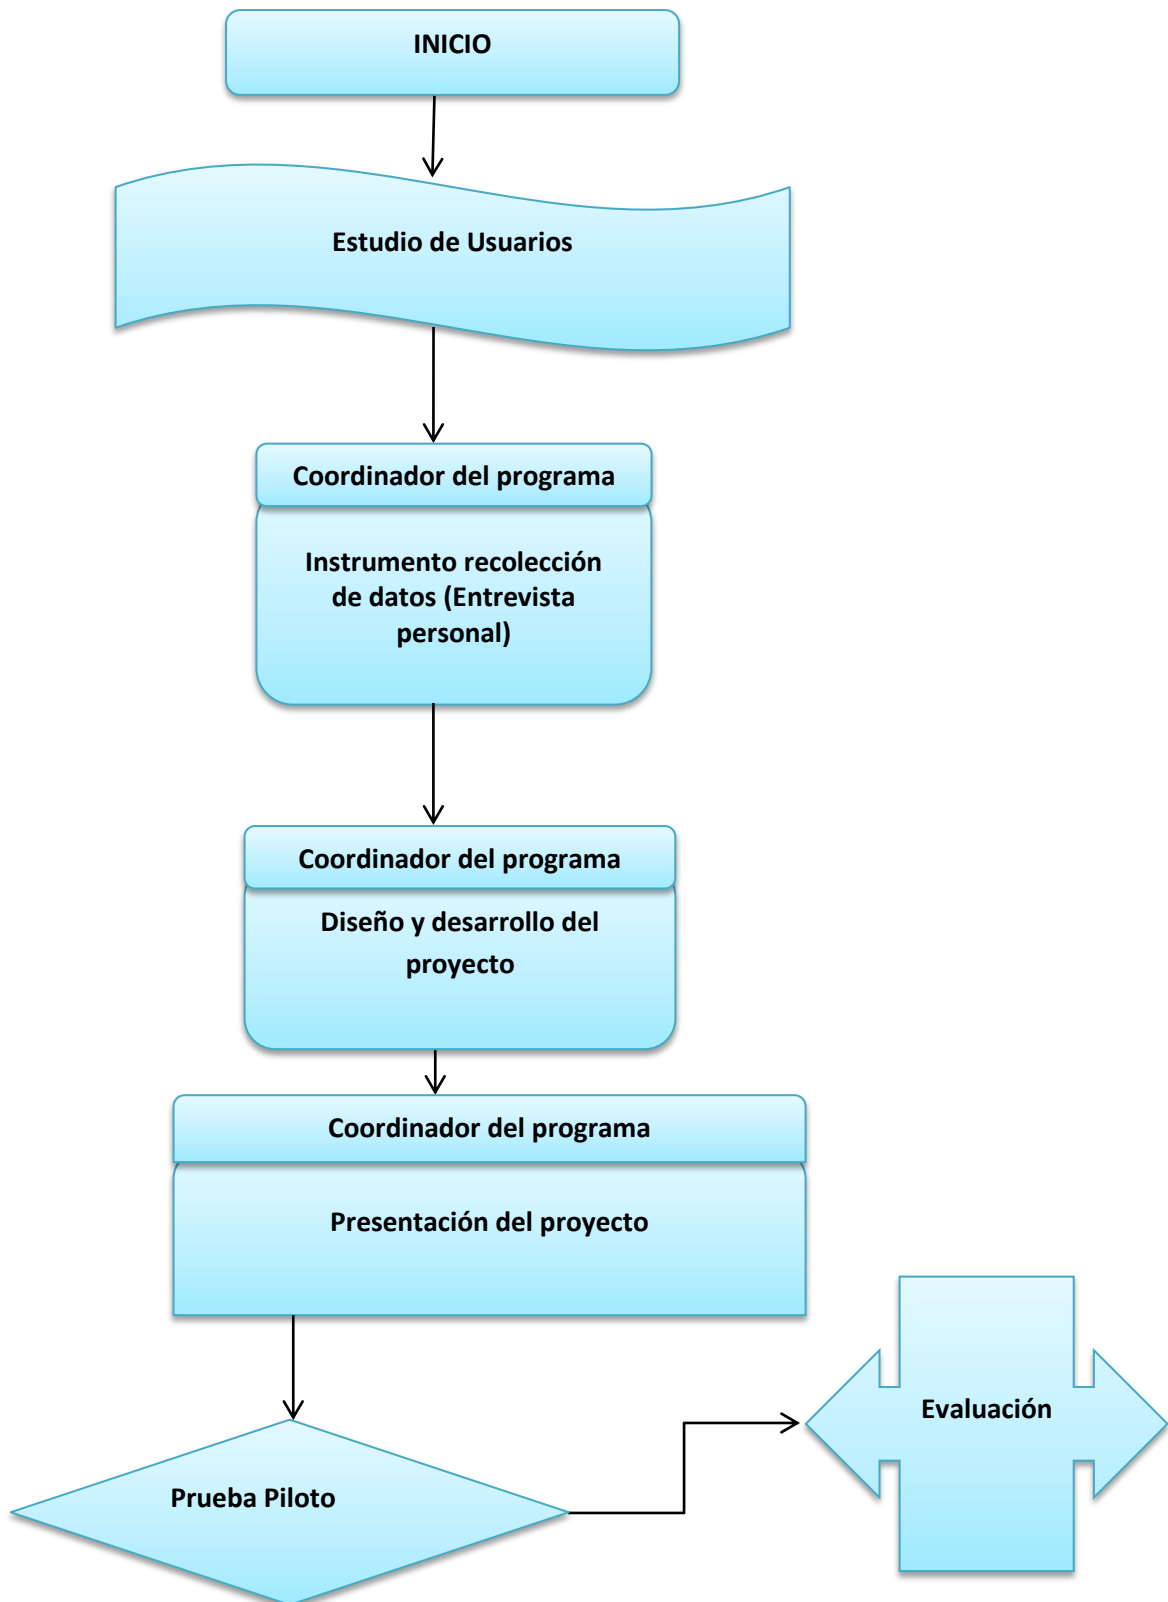 INICIO
Estudio de Usuarios
Coordinador del programa
Instrumento recolección
de datos (Entrevista
personal)
Coordinador del programa
Diseño y desarrollo del
proyecto
Coordinador del programa
Presentación del proyecto
Evaluación
Prueba Piloto